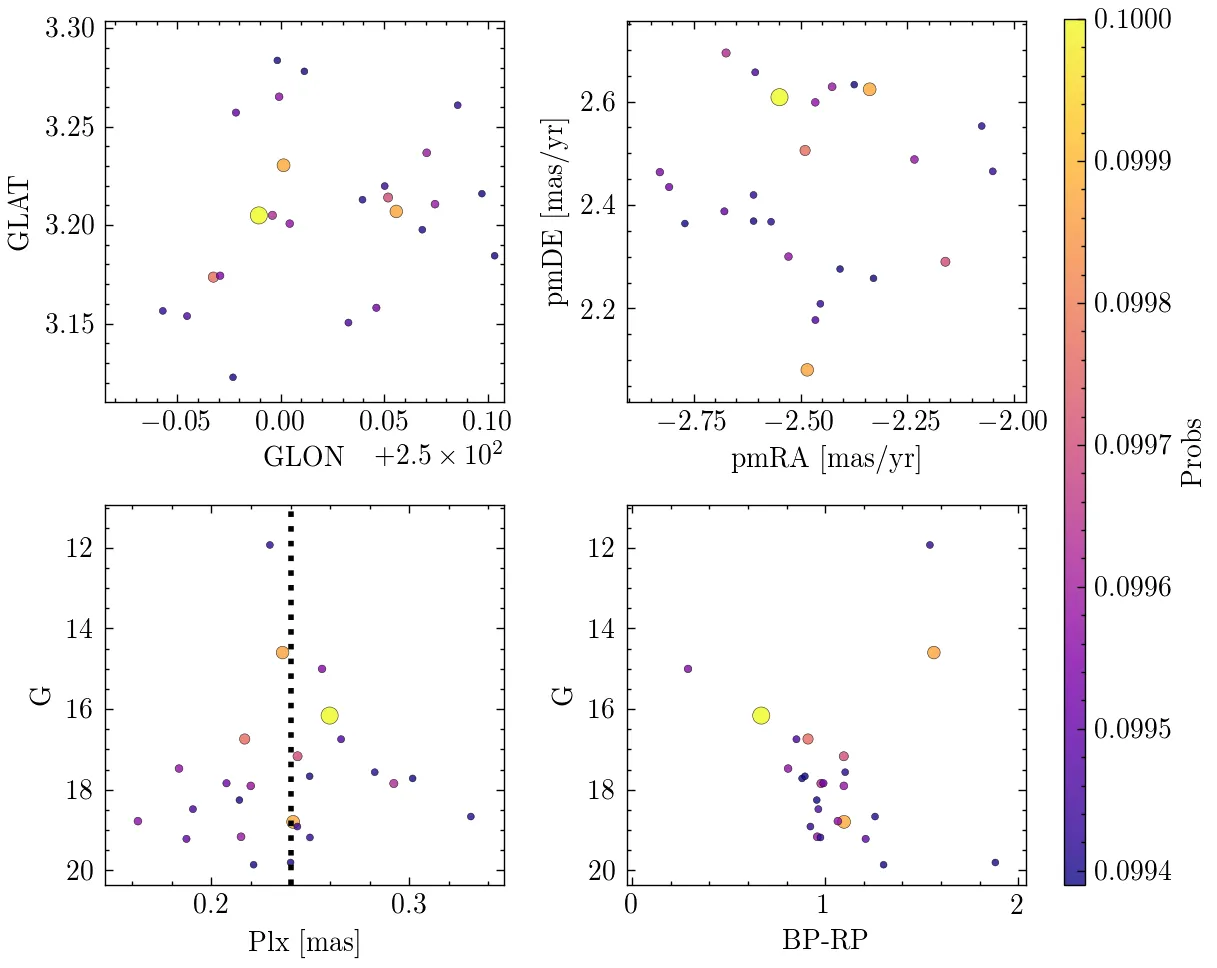 3.30
3.25
3.20
3.15
GLAT
−0.05 0.00 0.05 0.10
GLON +2.5 × 10²
2.6
2.4
2.2
pmDE [mas/yr]
−2.75 −2.50 −2.25 −2.00
pmRA [mas/yr]
12
14
16
18
20
G
0.2 0.3
Plx [mas]
12
14
16
18
20
G
0 1 2
BP-RP
0.1000
0.0999
0.0998
0.0997
0.0996
0.0995
0.0994
Probs